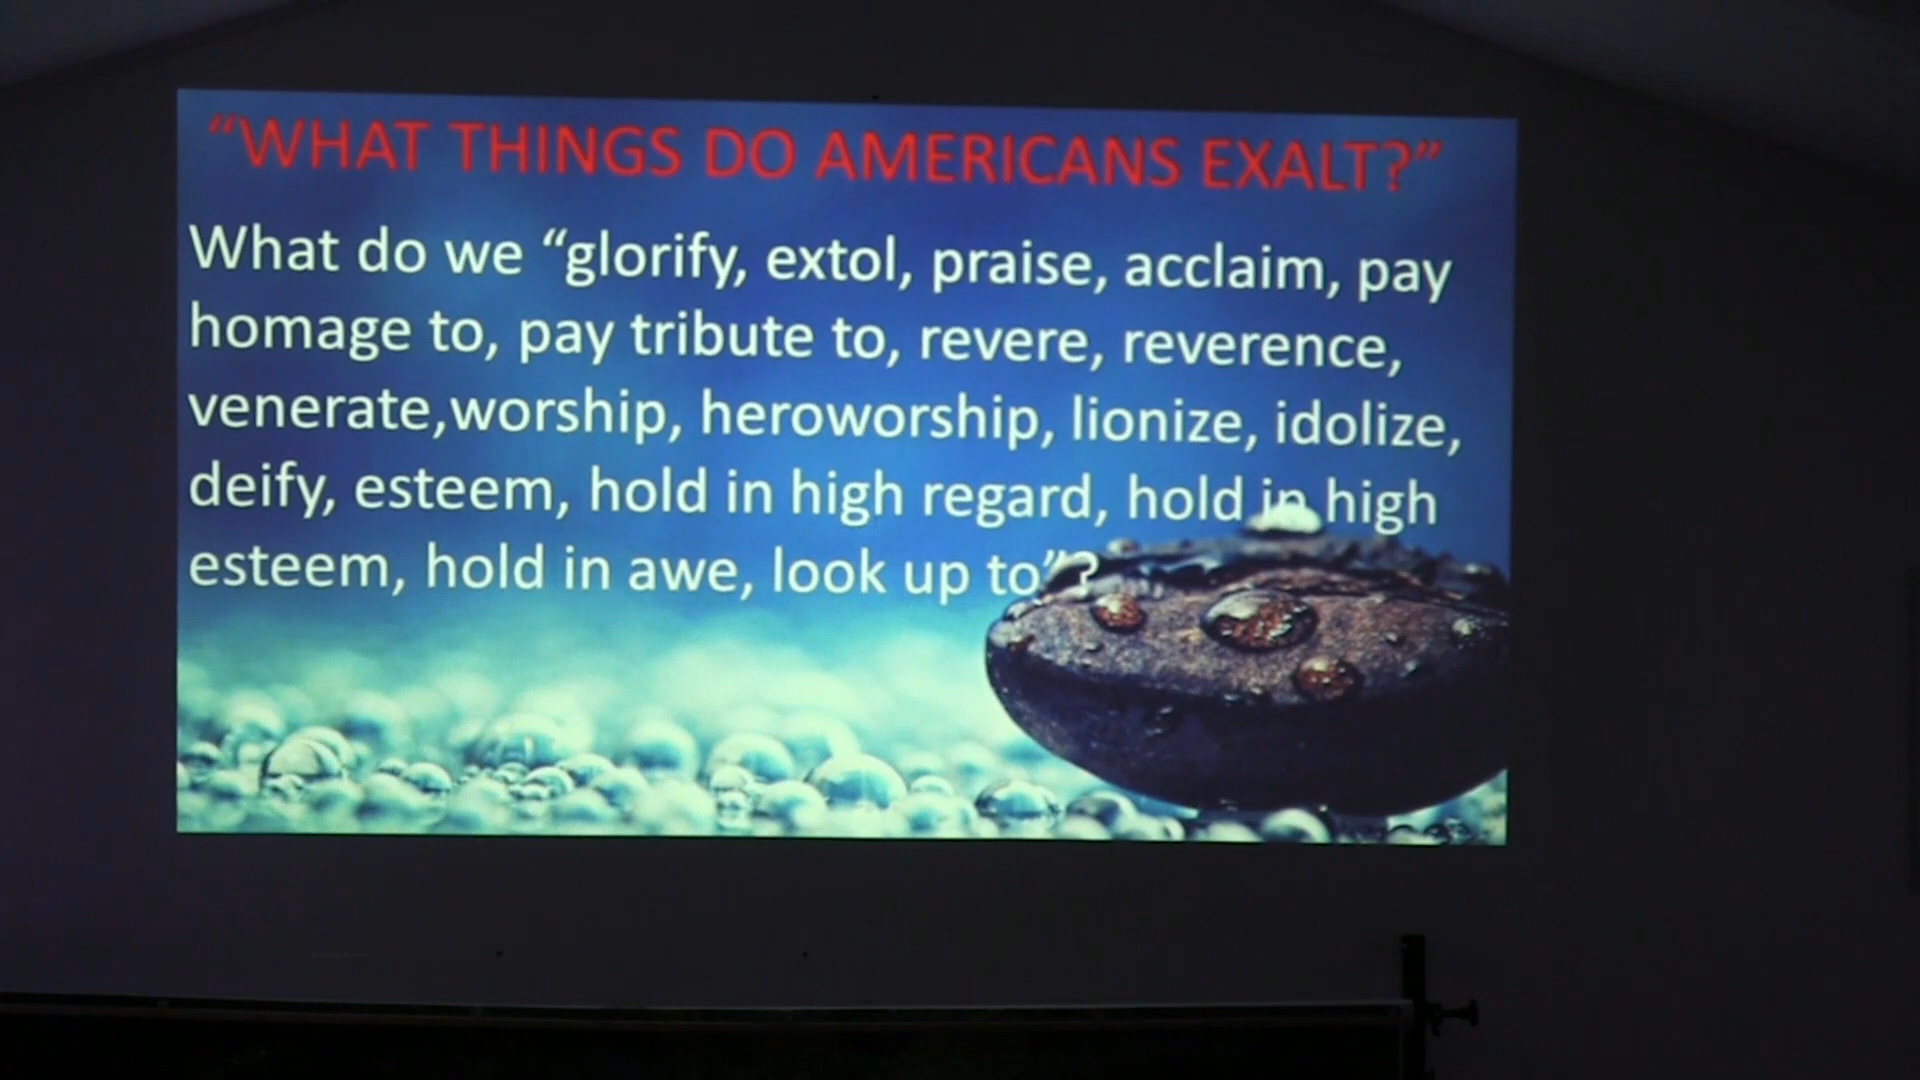 “WHAT THINGS DO AMERICANS EXALT?”
What do we “glorify, extol, praise, acclaim, pay
homage to, pay tribute to, revere, reverence,
venerate,worship, heroworship, lionize, idolize,
deify, esteem, hold in high regard, hold in high
esteem, hold in awe, look up to”?